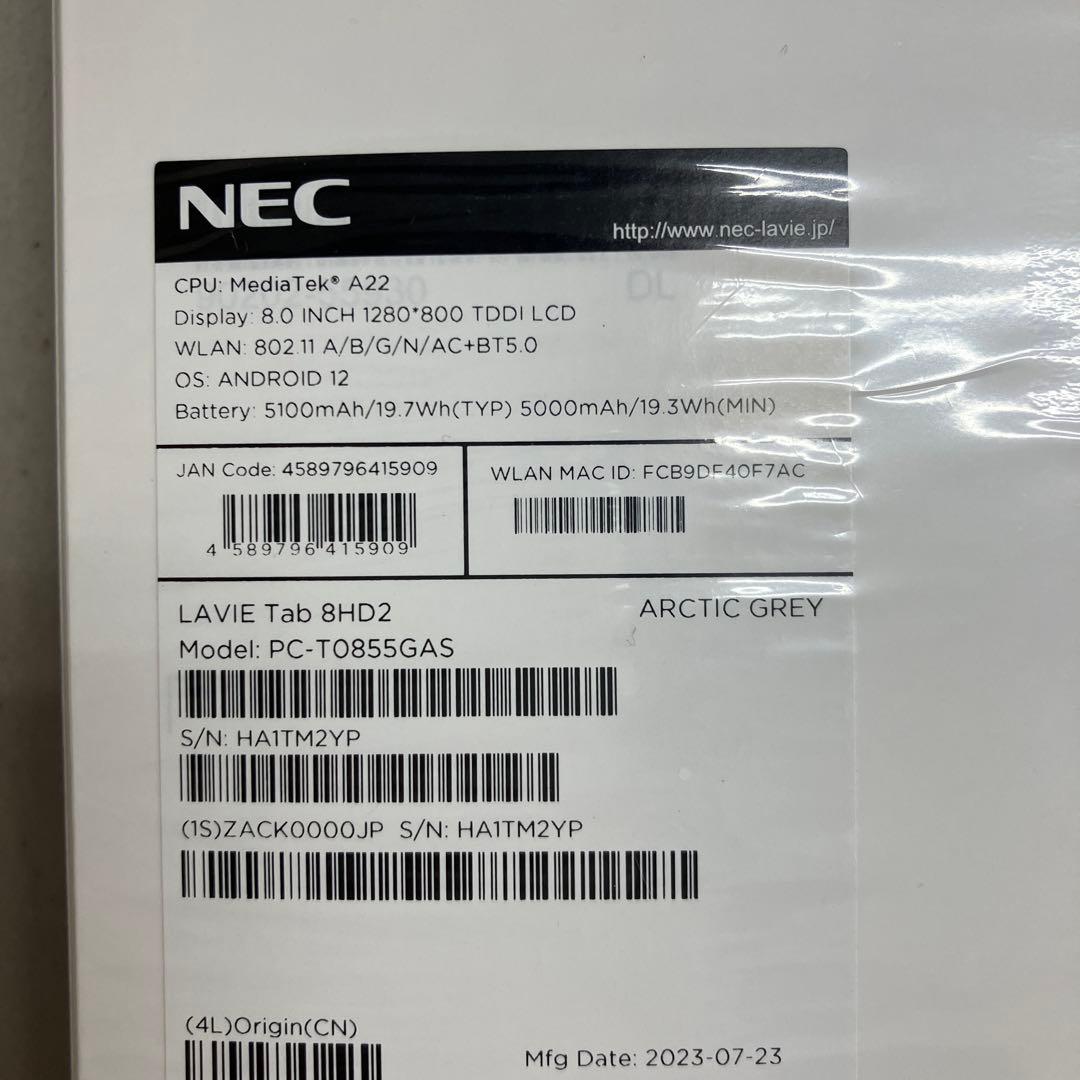 NEC
http://www.nec-lavie.jp/
CPU: MediaTek® A22
Display: 8.0 INCH 1280*800 TDDI LCD
WLAN: 802.11 A/B/G/N/AC+BT5.0
OS: ANDROID 12
Battery: 5100mAh/19.7Wh(TYP) 5000mAh/19.3Wh(MIN)
JAN Code: 4589796415909
4 589796 415909
WLAN MAC ID: FCB9DF40F7AC
LAVIE Tab 8HD2
ARCTIC GREY
Model: PC-T0855GAS
S/N: HA1TM2YP
(1S)ZACK0000JP S/N: HA1TM2YP
(4L)Origin(CN)
Mfg Date: 2023-07-23